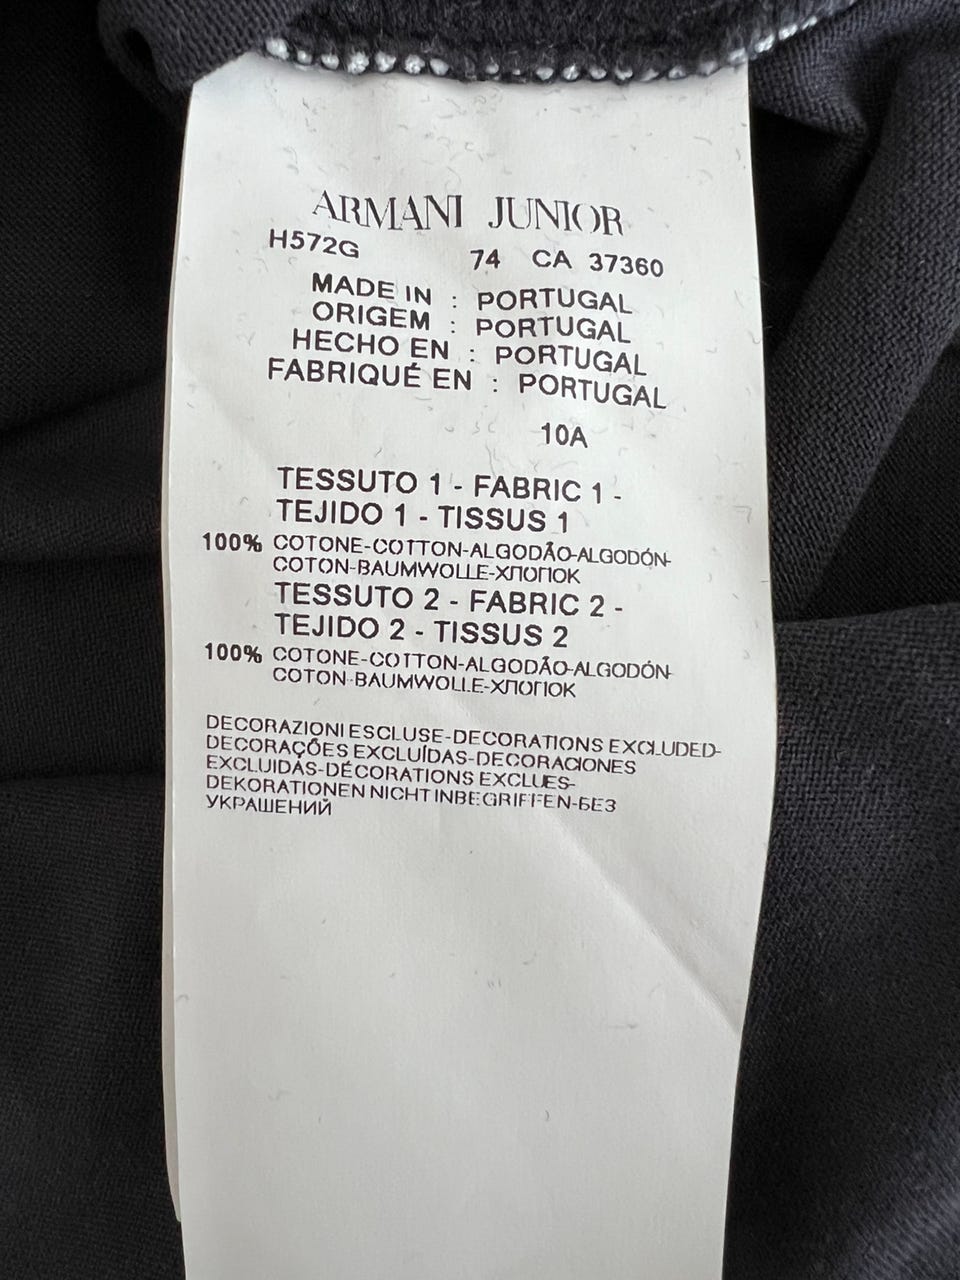 ARMANI JUNIOR
H572G 74 CA 37360
MADE IN : PORTUGAL
ORIGEM : PORTUGAL
HECHO EN : PORTUGAL
FABRIQUÉ EN : PORTUGAL
10A
TESSUTO 1 - FABRIC 1 -
TEJIDO 1 - TISSUS 1
100% COTONE-COTTON-ALGODÃO-ALGODÓN-
COTON-BAUMWOLLE-ХЛОПОК
TESSUTO 2 - FABRIC 2 -
TEJIDO 2 - TISSUS 2
100% COTONE-COTTON-ALGODÃO-ALGODÓN-
COTON-BAUMWOLLE-ХЛОПОК
DECORAZIONI ESCLUSE-DECORATIONS EXCLUDED-
DECORAÇÕES EXCLUÍDAS-DECORACIONES
EXCLUIDAS-DÉCORATIONS EXCLUES-
DEKORATIONEN NICHT INBEGRIFFEN-БЕЗ
УКРАШЕНИЙ